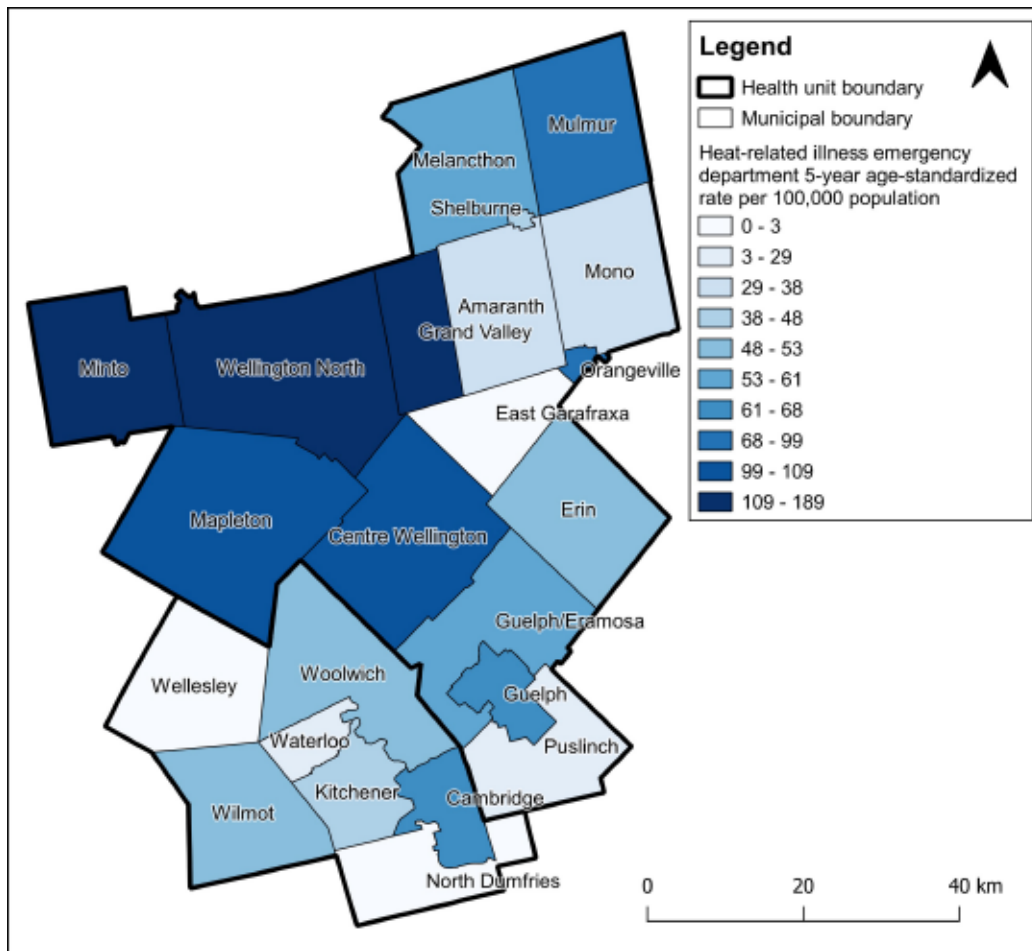 Legend
Health unit boundary
Municipal boundary
Heat-related illness emergency
department 5-year age-standardized
rate per 100,000 population
0 - 3
3 - 29
29 - 38
38 - 48
48 - 53
53 - 61
61 - 68
68 - 99
99 - 109
109 - 189
Mulmur
Melancthon
Shelburne
Mono
Amaranth
Grand Valley
Minto
Wellington North
Orangeville
East Garafraxa
Erin
Mapleton
Centre Wellington
Guelph/Eramosa
Woolwich
Wellesley
Guelph
Waterloo
Puslinch
Kitchener
Cambridge
Wilmot
North Dumfries
0
20
40 km